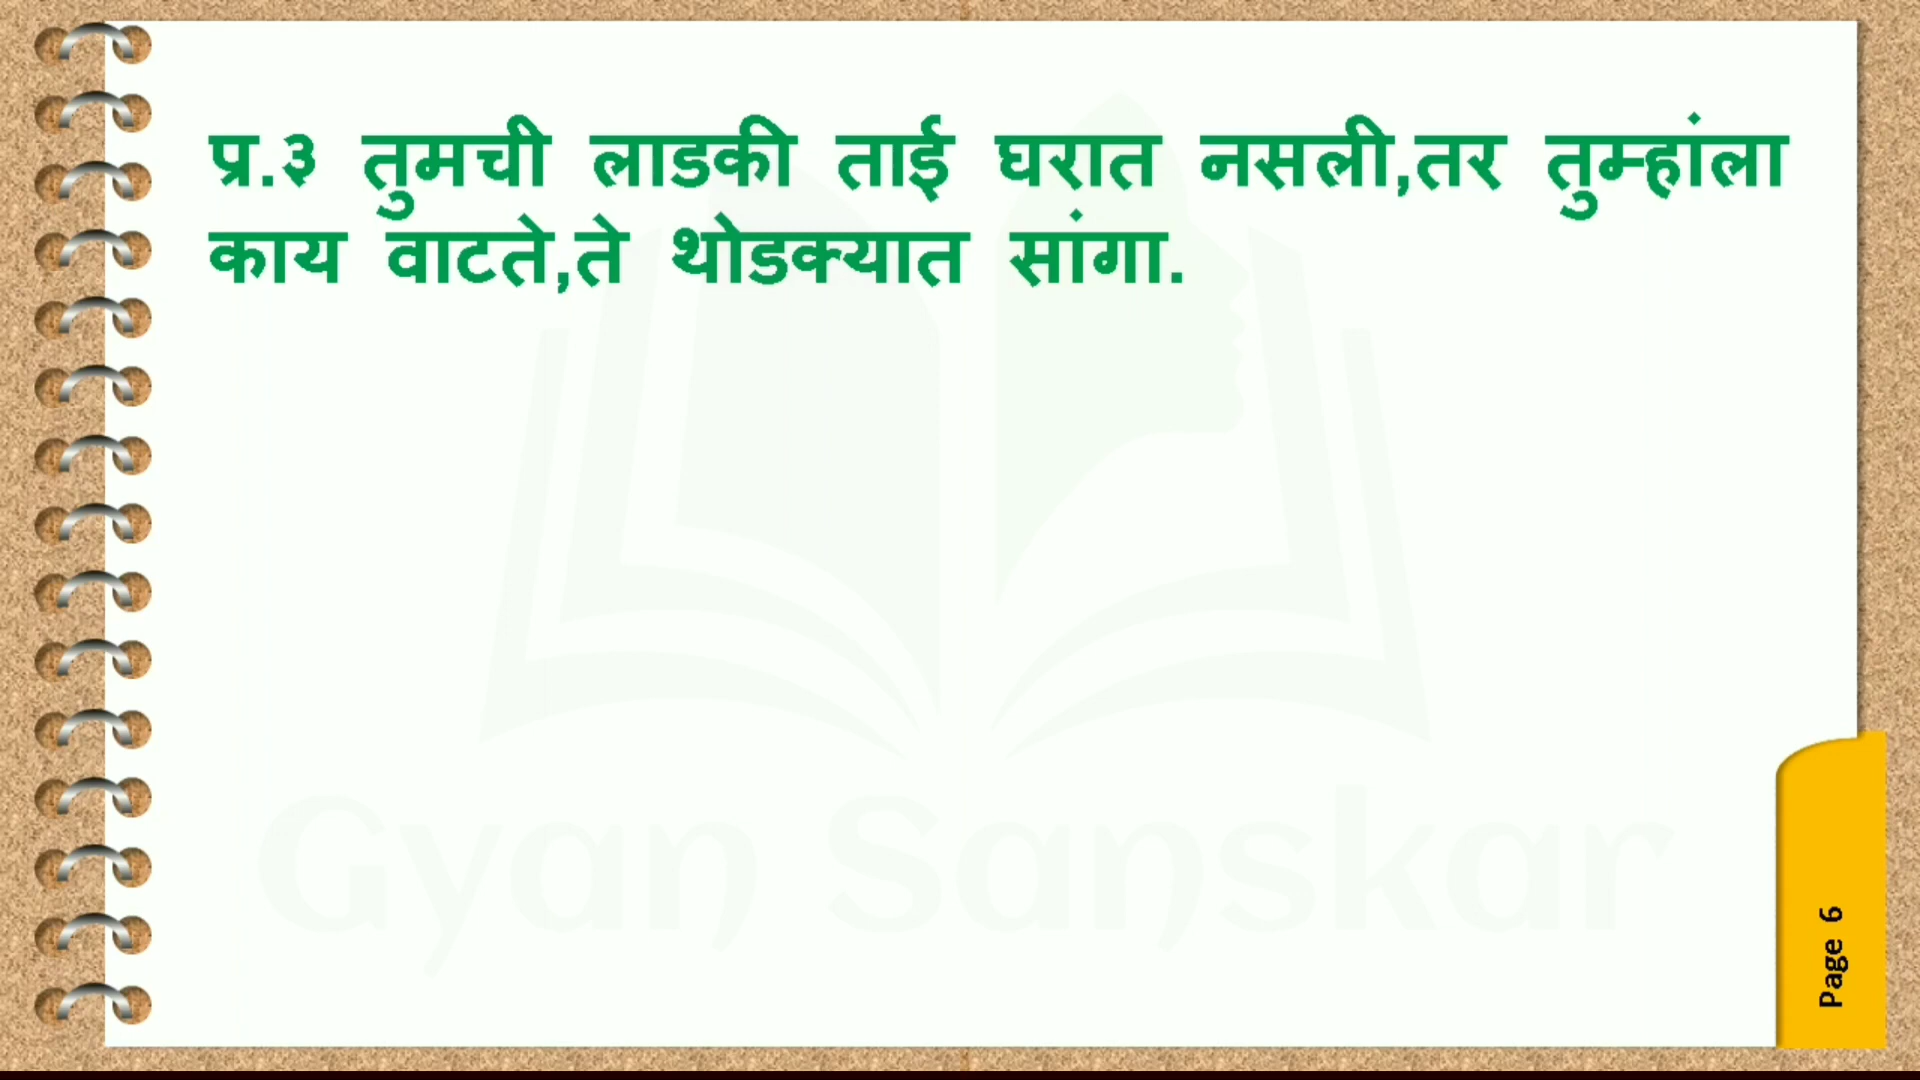 प्र.३ तुमची लाडकी ताई घरात नसली,तर तुम्हांला
काय वाटते,ते थोडक्यात सांगा.
Gyan Sanskar
Page 6